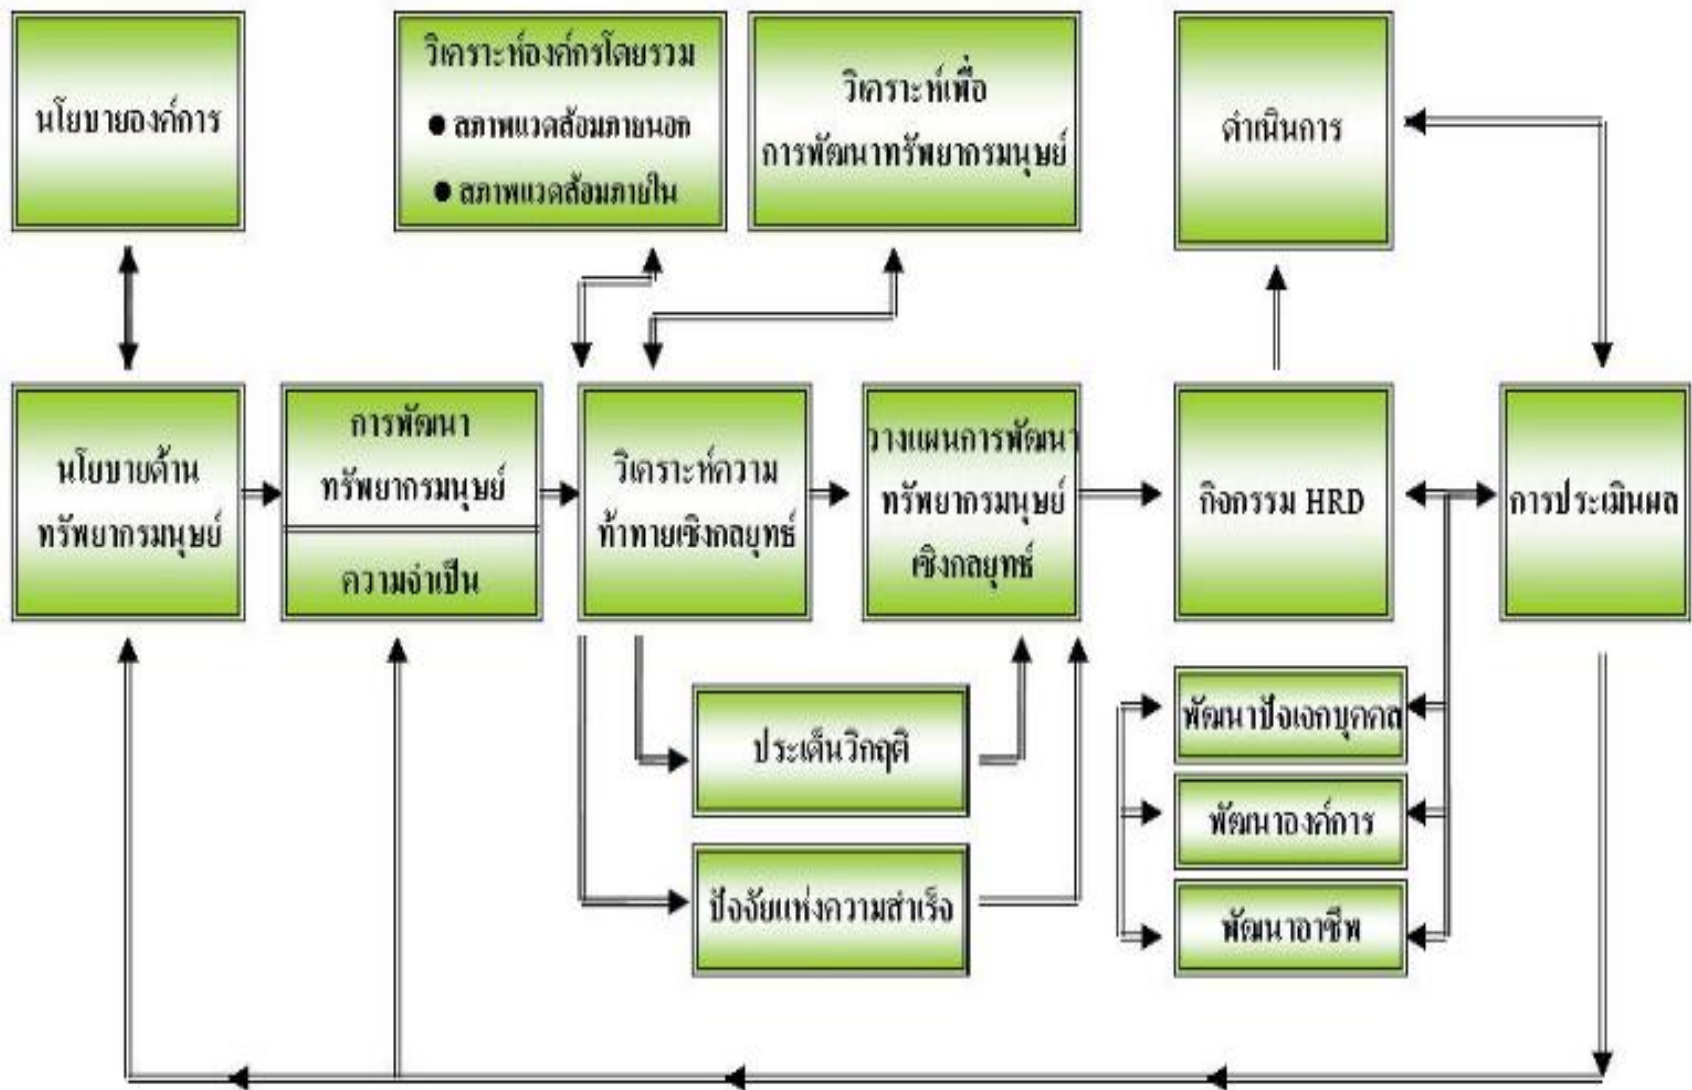 นโยบายองค์การ
วิเคราะห์องค์กรโดยรวม
● สภาพแวดล้อมภายนอก
● สภาพแวดล้อมภายใน
วิเคราะห์เพื่อ
การพัฒนาทรัพยากรมนุษย์
ดำเนินการ
นโยบายด้าน
ทรัพยากรมนุษย์
การพัฒนา
ทรัพยากรมนุษย์
ความจำเป็น
วิเคราะห์ความ
ท้าทายเชิงกลยุทธ์
วางแผนการพัฒนา
ทรัพยากรมนุษย์
เชิงกลยุทธ์
กิจกรรม HRD
การประเมินผล
ประเด็นวิกฤติ
ปัจจัยแห่งความสำเร็จ
พัฒนาปัจเจกบุคคล
พัฒนาองค์การ
พัฒนาอาชีพ